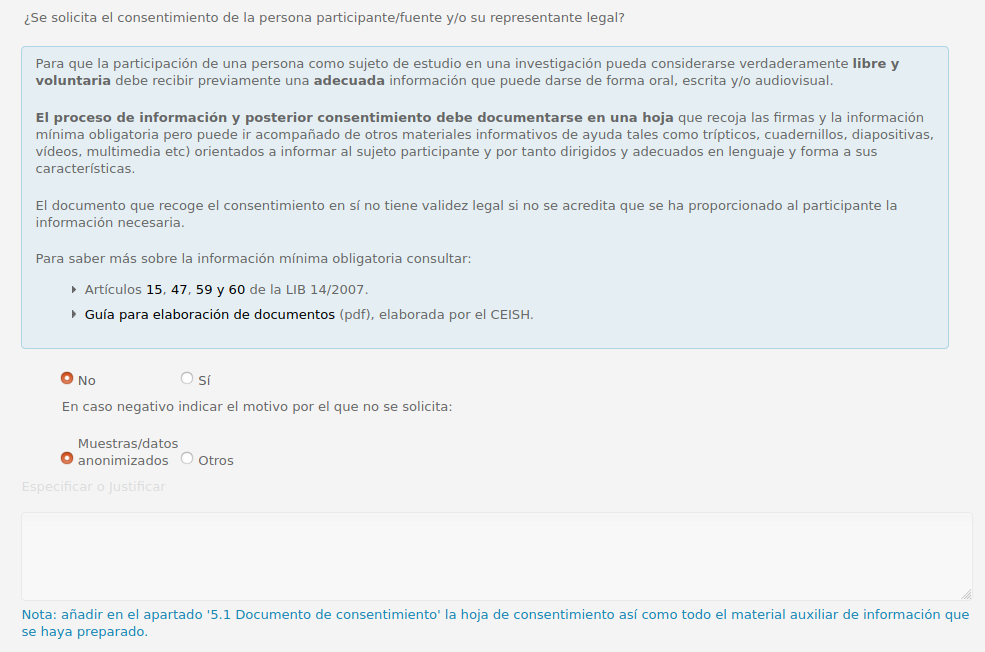 ¿Se solicita el consentimiento de la persona participante/fuente y/o su representante legal?
Para que la participación de una persona como sujeto de estudio en una investigación pueda considerarse verdaderamente libre y
voluntaria debe recibir previamente una adecuada información que puede darse de forma oral, escrita y/o audiovisual.
El proceso de información y posterior consentimiento debe documentarse en una hoja que recoja las firmas y la información
mínima obligatoria pero puede ir acompañado de otros materiales informativos de ayuda tales como trípticos, cuadernillos, diapositivas,
vídeos, multimedia etc) orientados a informar al sujeto participante y por tanto dirigidos y adecuados en lenguaje y forma a sus
características.
El documento que recoge el consentimiento en sí no tiene validez legal si no se acredita que se ha proporcionado al participante la
información necesaria.
Para saber más sobre la información mínima obligatoria consultar:
Artículos 15, 47, 59 y 60 de la LIB 14/2007.
Guía para elaboración de documentos (pdf), elaborada por el CEISH.
No Sí
En caso negativo indicar el motivo por el que no se solicita:
Muestras/datos
anonimizados Otros
Especificar o Justificar
Nota: añadir en el apartado '5.1 Documento de consentimiento' la hoja de consentimiento así como todo el material auxiliar de información que
se haya preparado.